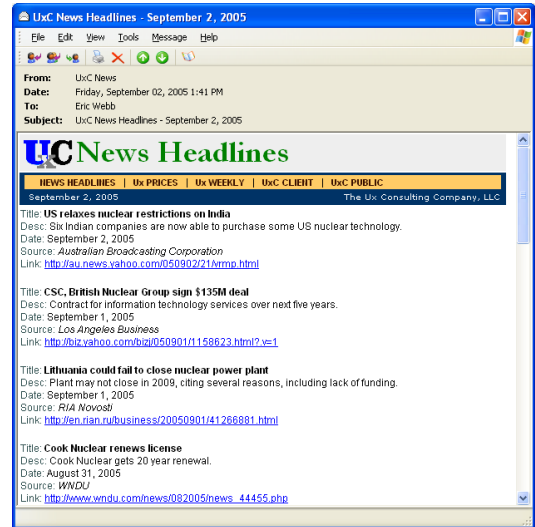 UxC News Headlines - September 2, 2005
File Edit View Tools Message Help
From: UxC News
Date: Friday, September 02, 2005 1:41 PM
To: Eric Webb
Subject: UxC News Headlines - September 2, 2005
UxC News Headlines
NEWS HEADLINES | Ux PRICES | Ux WEEKLY | UxC CLIENT | UxC PUBLIC
September 2, 2005 The Ux Consulting Company, LLC
Title: US relaxes nuclear restrictions on India
Desc: Six Indian companies are now able to purchase some US nuclear technology.
Date: September 2, 2005
Source: Australian Broadcasting Corporation
Link: http://au.news.yahoo.com/050902/21/vrmp.html
Title: CSC, British Nuclear Group sign $135M deal
Desc: Contract for information technology services over next five years.
Date: September 1, 2005
Source: Los Angeles Business
Link: http://biz.yahoo.com/bizj/050901/1158623.html?.v=1
Title: Lithuania could fail to close nuclear power plant
Desc: Plant may not close in 2009, citing several reasons, including lack of funding.
Date: September 1, 2005
Source: RIA Novosti
Link: http://en.rian.ru/business/20050901/41266881.html
Title: Cook Nuclear renews license
Desc: Cook Nuclear gets 20 year renewal.
Date: August 31, 2005
Source: WNDU
Link: http://www.wndu.com/news/082005/news_44455.php